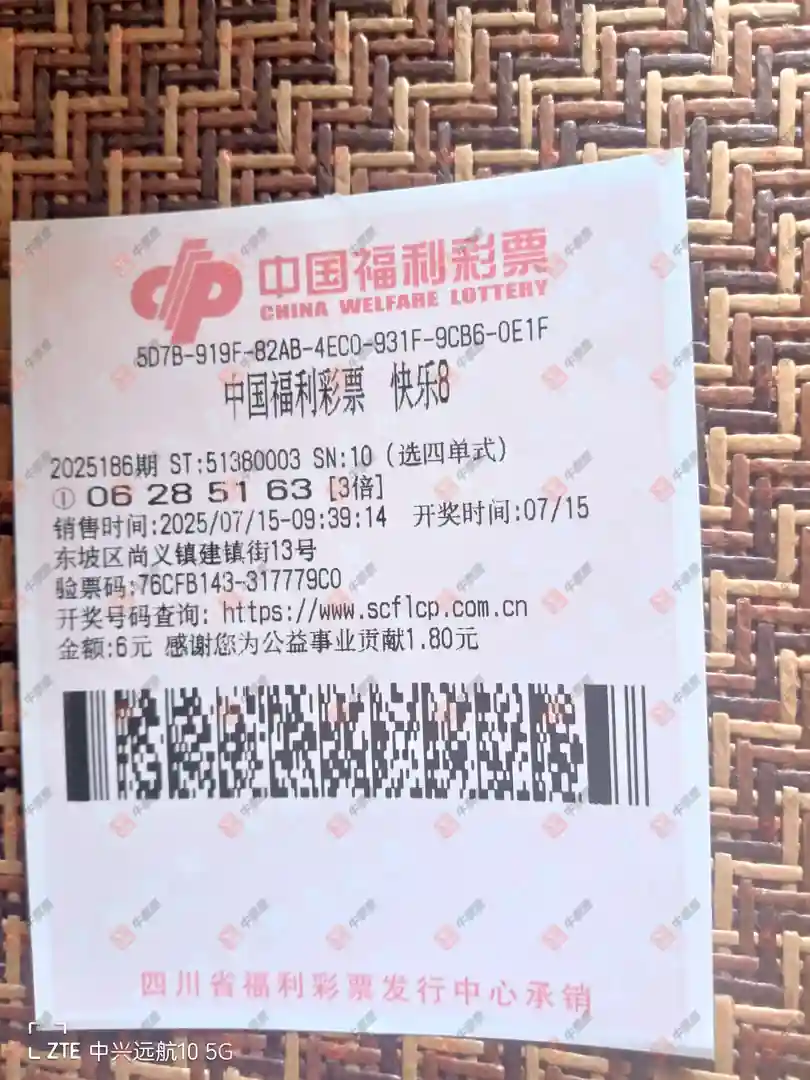 中国福利彩票
CHINA WELFARE LOTTERY
5D7B-919F-82AB-4EC0-931F-9CB6-0E1F
中国福利彩票 快乐8
2025186期 ST:51380003 SN:10 (选四单式)
① 06 28 51 63 [3倍]
销售时间:2025/07/15-09:39:14 开奖时间:07/15
东坡区尚义镇建镇街13号
验票码:76CFB143-317779C0
开奖号码查询: https://www.scflcp.com.cn
金额:6元 感谢您为公益事业贡献1.80元
四川省福利彩票发行中心承销
ZTE 中兴远航10 5G